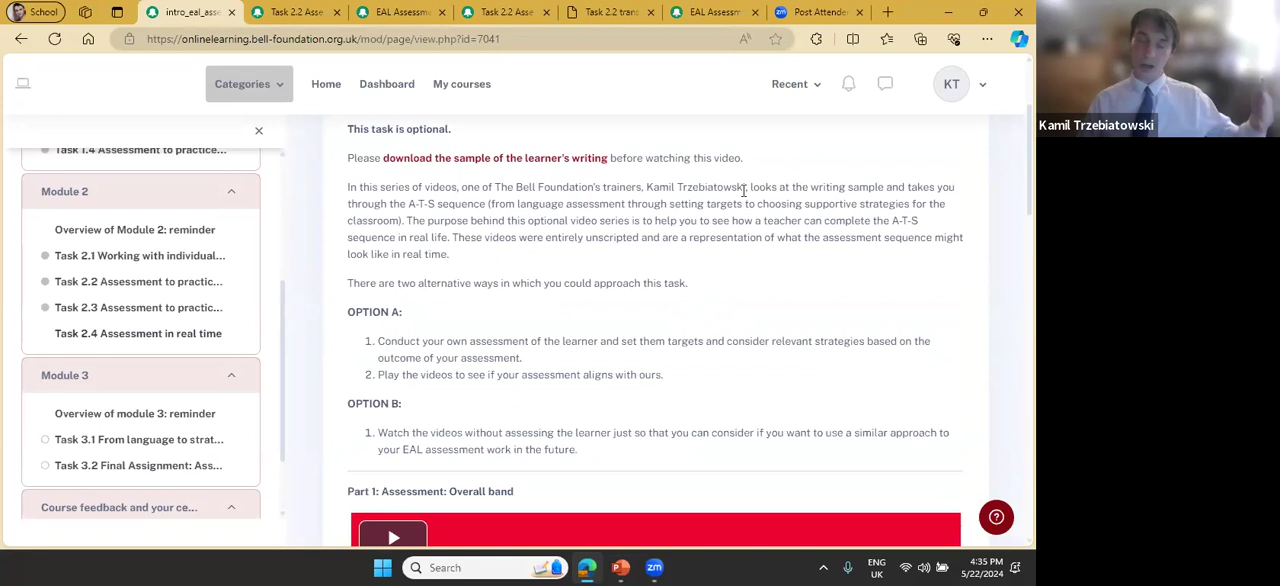 School
intro_eal_asse
Task 2.2 Asse
EAL Assessm
Task 2.2 Asse
Task 2.2 trans
EAL Assessm
Post Attende
https://onlinelearning.bell-foundation.org.uk/mod/page/view.php?id=7041
Categories
Home
Dashboard
My courses
Recent
KT
Kamil Trzebiatowski
Task 1.4 Assessment to practice...
Module 2
Overview of Module 2: reminder
Task 2.1 Working with individual...
Task 2.2 Assessment to practic...
Task 2.3 Assessment to practic...
Task 2.4 Assessment in real time
Module 3
Overview of module 3: reminder
Task 3.1 From language to strat...
Task 3.2 Final Assignment: Ass...
Course feedback and your ce...
This task is optional.
Please download the sample of the learner's writing before watching this video.
In this series of videos, one of The Bell Foundation's trainers, Kamil Trzebiatowski, looks at the writing sample and takes you
through the A-T-S sequence (from language assessment through setting targets to choosing supportive strategies for the
classroom). The purpose behind this optional video series is to help you to see how a teacher can complete the A-T-S
sequence in real life. These videos were entirely unscripted and are a representation of what the assessment sequence might
look like in real time.
There are two alternative ways in which you could approach this task.
OPTION A:
1. Conduct your own assessment of the learner and set them targets and consider relevant strategies based on the
outcome of your assessment.
2. Play the videos to see if your assessment aligns with ours.
OPTION B:
1. Watch the videos without assessing the learner just so that you can consider if you want to use a similar approach to
your EAL assessment work in the future.
Part 1: Assessment: Overall band
Search
ENG
UK
4:35 PM
5/22/2024